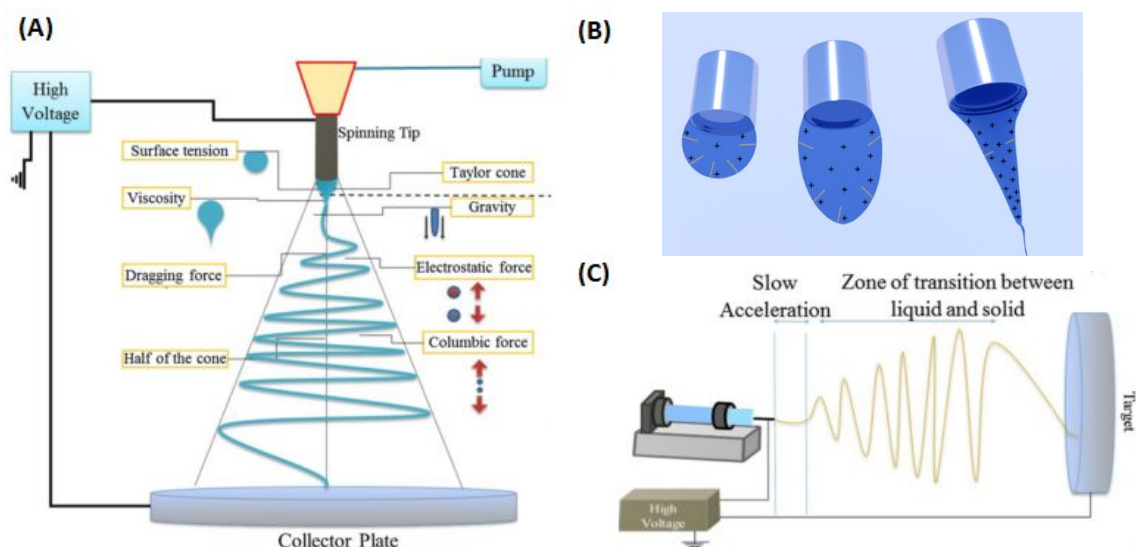 (A)
High
Voltage
Pump
Spinning Tip
Surface tension
Taylor cone
Viscosity
Gravity
Dragging force
Electrostatic force
Half of the cone
Columbic force
Collector Plate
(B)
(C)
Slow
Acceleration
Zone of transition between
liquid and solid
Target
High
Voltage